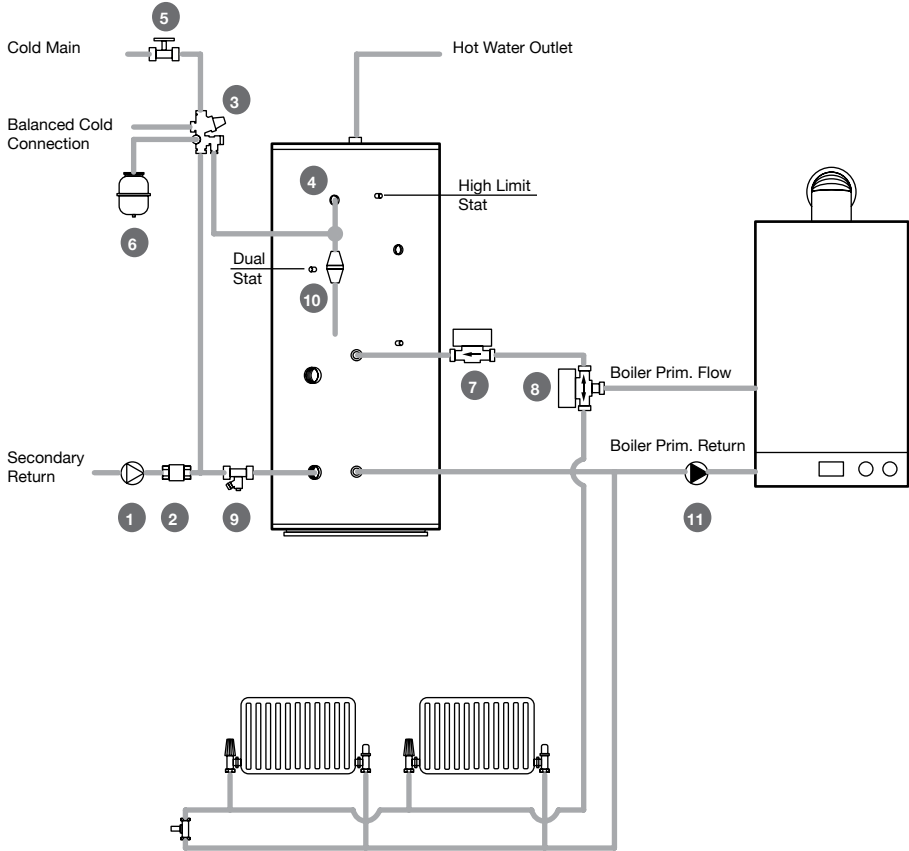 5
Cold Main
Hot Water Outlet
3
Balanced Cold
Connection
4
High Limit
Stat
6
Dual
Stat
10
7
8
Boiler Prim. Flow
Boiler Prim. Return
Secondary
Return
1
2
9
11